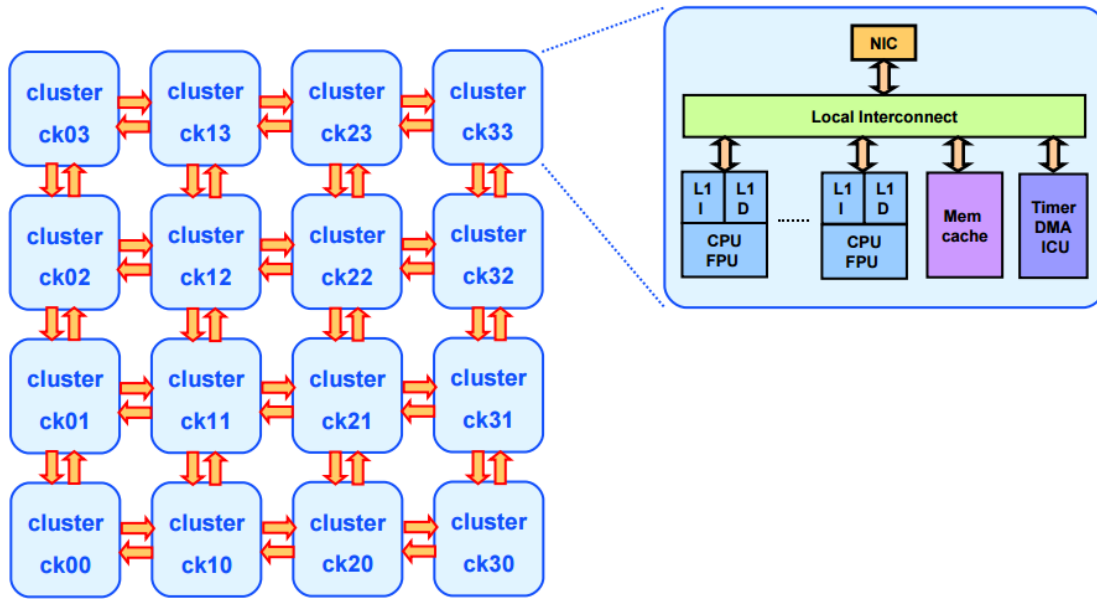 cluster
ck03
cluster
ck13
cluster
ck23
cluster
ck33
cluster
ck02
cluster
ck12
cluster
ck22
cluster
ck32
cluster
ck01
cluster
ck11
cluster
ck21
cluster
ck31
cluster
ck00
cluster
ck10
cluster
ck20
cluster
ck30
NIC
Local Interconnect
L1
I
L1
D
CPU
FPU
.......
L1
I
L1
D
CPU
FPU
Mem
cache
Timer
DMA
ICU